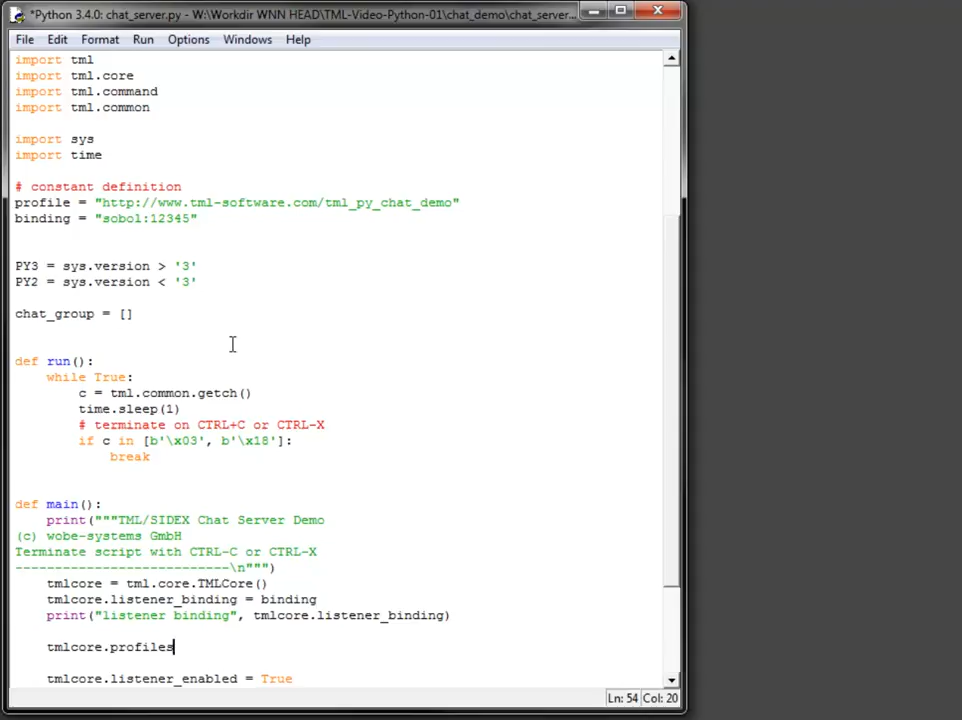 *Python 3.4.0: chat_server.py - W:\Workdir WNN HEAD\TML-Video-Python-01\chat_demo\chat_server...
File Edit Format Run Options Windows Help
import tml
import tml.core
import tml.command
import tml.common
import sys
import time
# constant definition
profile = "http://www.tml-software.com/tml_py_chat_demo"
binding = "sobol:12345"
PY3 = sys.version > '3'
PY2 = sys.version < '3'
chat_group = []
def run():
    while True:
        c = tml.common.getch()
        time.sleep(1)
        # terminate on CTRL+C or CTRL-X
        if c in [b'\x03', b'\x18']:
            break
def main():
    print("""TML/SIDEX Chat Server Demo
(c) wobe-systems GmbH
Terminate script with CTRL-C or CTRL-X
---------------------------\n""")
    tmlcore = tml.core.TMLCore()
    tmlcore.listener_binding = binding
    print("listener binding", tmlcore.listener_binding)
    tmlcore.profiles
    tmlcore.listener_enabled = True
Ln: 54 Col: 20